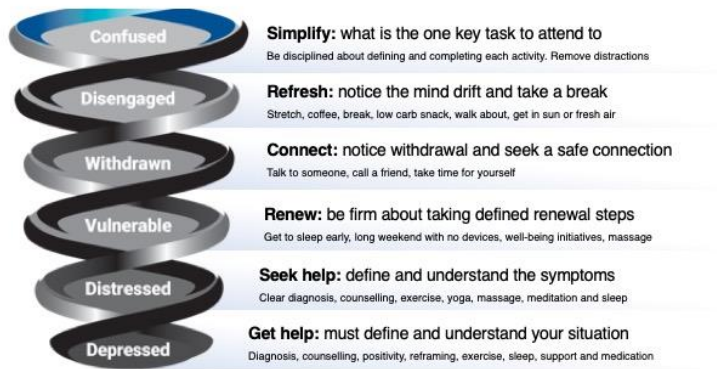 Confused
Simplify: what is the one key task to attend to
Be disciplined about defining and completing each activity. Remove distractions
Disengaged
Refresh: notice the mind drift and take a break
Stretch, coffee, break, low carb snack, walk about, get in sun or fresh air
Withdrawn
Connect: notice withdrawal and seek a safe connection
Talk to someone, call a friend, take time for yourself
Vulnerable
Renew: be firm about taking defined renewal steps
Get to sleep early, long weekend with no devices, well-being initiatives, massage
Distressed
Seek help: define and understand the symptoms
Clear diagnosis, counselling, exercise, yoga, massage, meditation and sleep
Depressed
Get help: must define and understand your situation
Diagnosis, counselling, positivity, reframing, exercise, sleep, support and medication